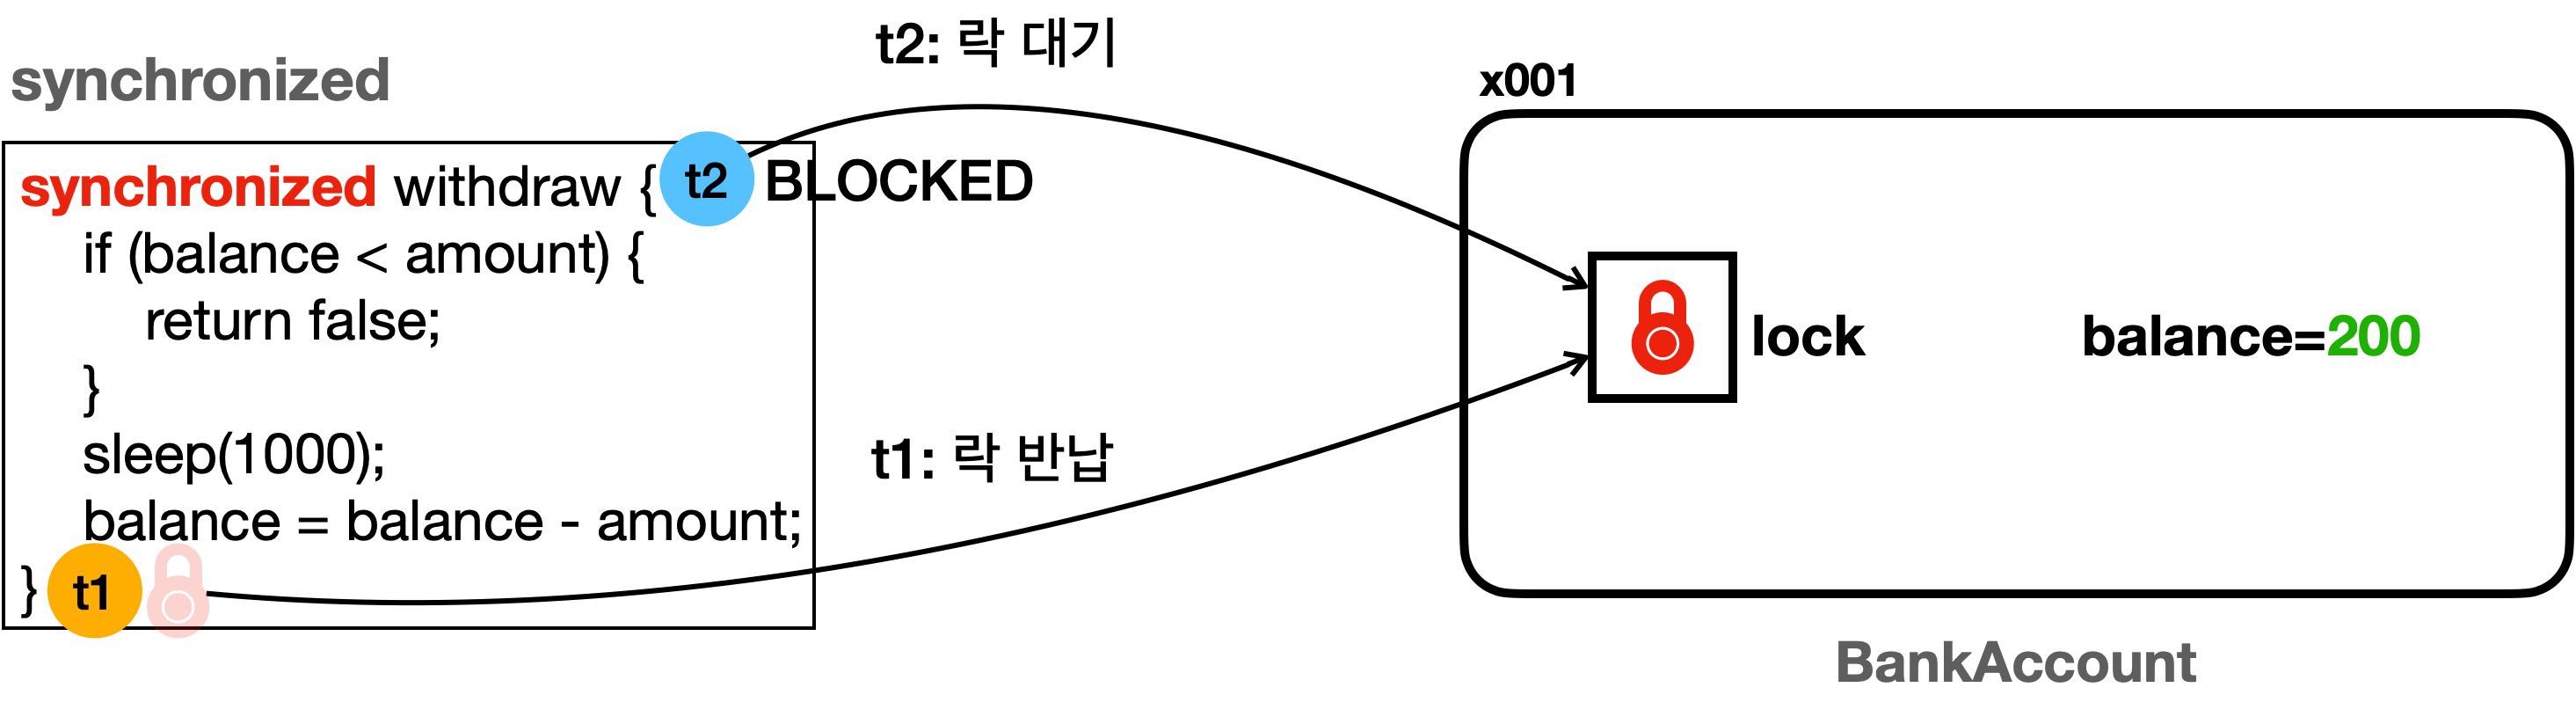 synchronized
t2: 락 대기
x001
synchronized withdraw { t2 BLOCKED
if (balance < amount) {
return false;
}
sleep(1000);
balance = balance - amount;
} t1
t1: 락 반납
lock
balance=200
BankAccount